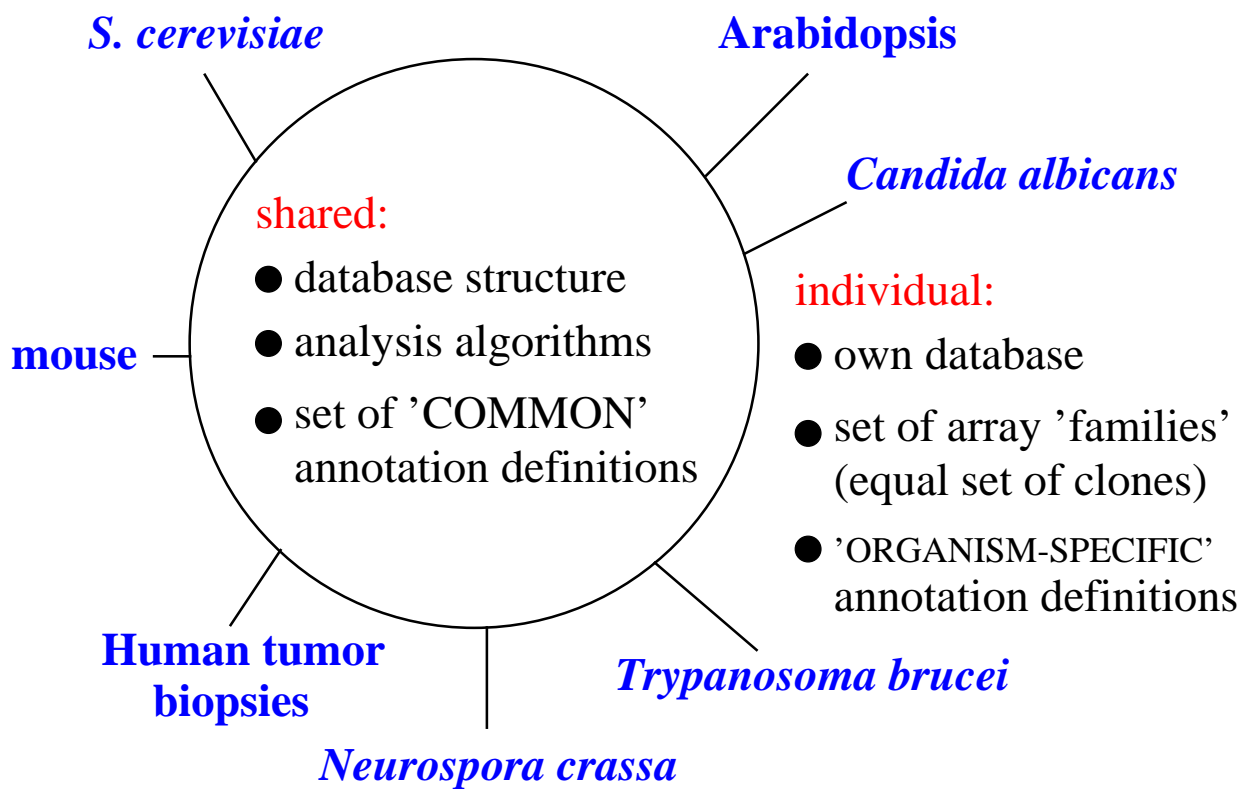 S. cerevisiae
Arabidopsis
Candida albicans
shared:
● database structure
● analysis algorithms
● set of ’COMMON’
annotation definitions
individual:
● own database
● set of array ’families’
(equal set of clones)
● ’ORGANISM-SPECIFIC’
annotation definitions
mouse
Human tumor
biopsies
Trypanosoma brucei
Neurospora crassa